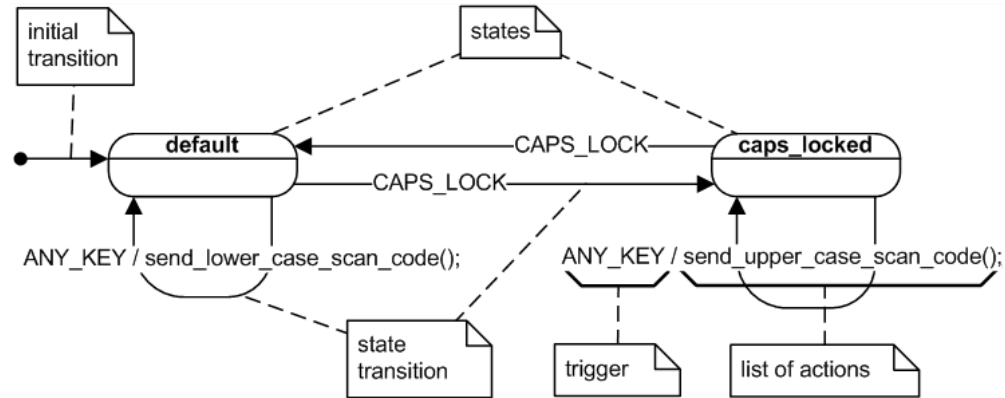 initial
transition
states
default
caps_locked
CAPS_LOCK
CAPS_LOCK
ANY_KEY / send_lower_case_scan_code();
ANY_KEY / send_upper_case_scan_code();
state
transition
trigger
list of actions